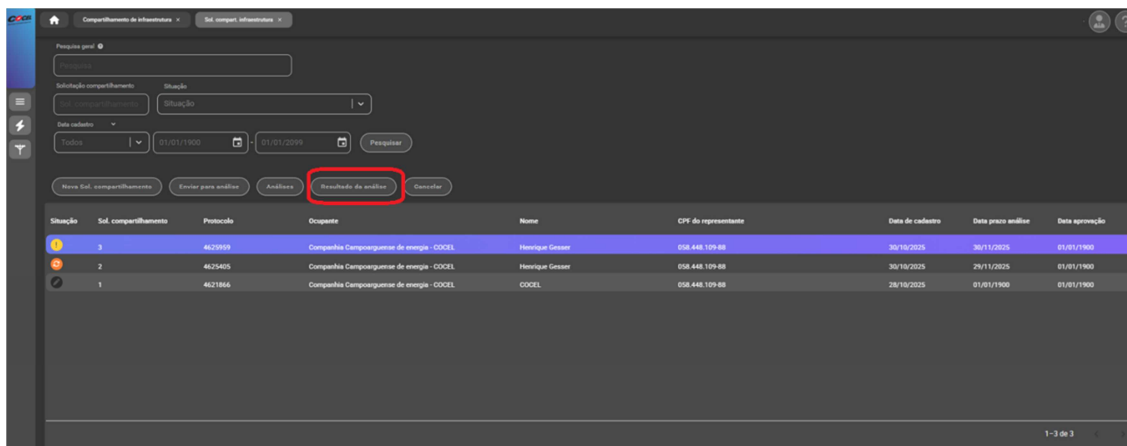 COCEL
Compartilhamento de infraestrutura ×
Sol. compart. infraestrutura ×
Pesquisa geral
Pesquisa
Solicitação compartilhamento
Situação
Sol. compartilhamento
Situação
Data cadastro
Todos
01/01/1900
-
01/01/2099
Pesquisar
Nova Sol. compartilhamento
Enviar para análise
Análises
Resultado da análise
Cancelar
Situação Sol. compartilhamento Protocolo Ocupante Nome CPF do representante Data de cadastro Data prazo análise Data aprovação
3 4625959 Companhia Campoarguense de energia - COCEL Henrique Gesser 058.448.109-88 30/10/2025 30/11/2025 01/01/1900
2 4625405 Companhia Campoarguense de energia - COCEL Henrique Gesser 058.448.109-88 30/10/2025 29/11/2025 01/01/1900
1 4621866 Companhia Campoarguense de energia - COCEL COCEL 058.448.109-88 28/10/2025 01/01/1900 01/01/1900
1-3 de 3